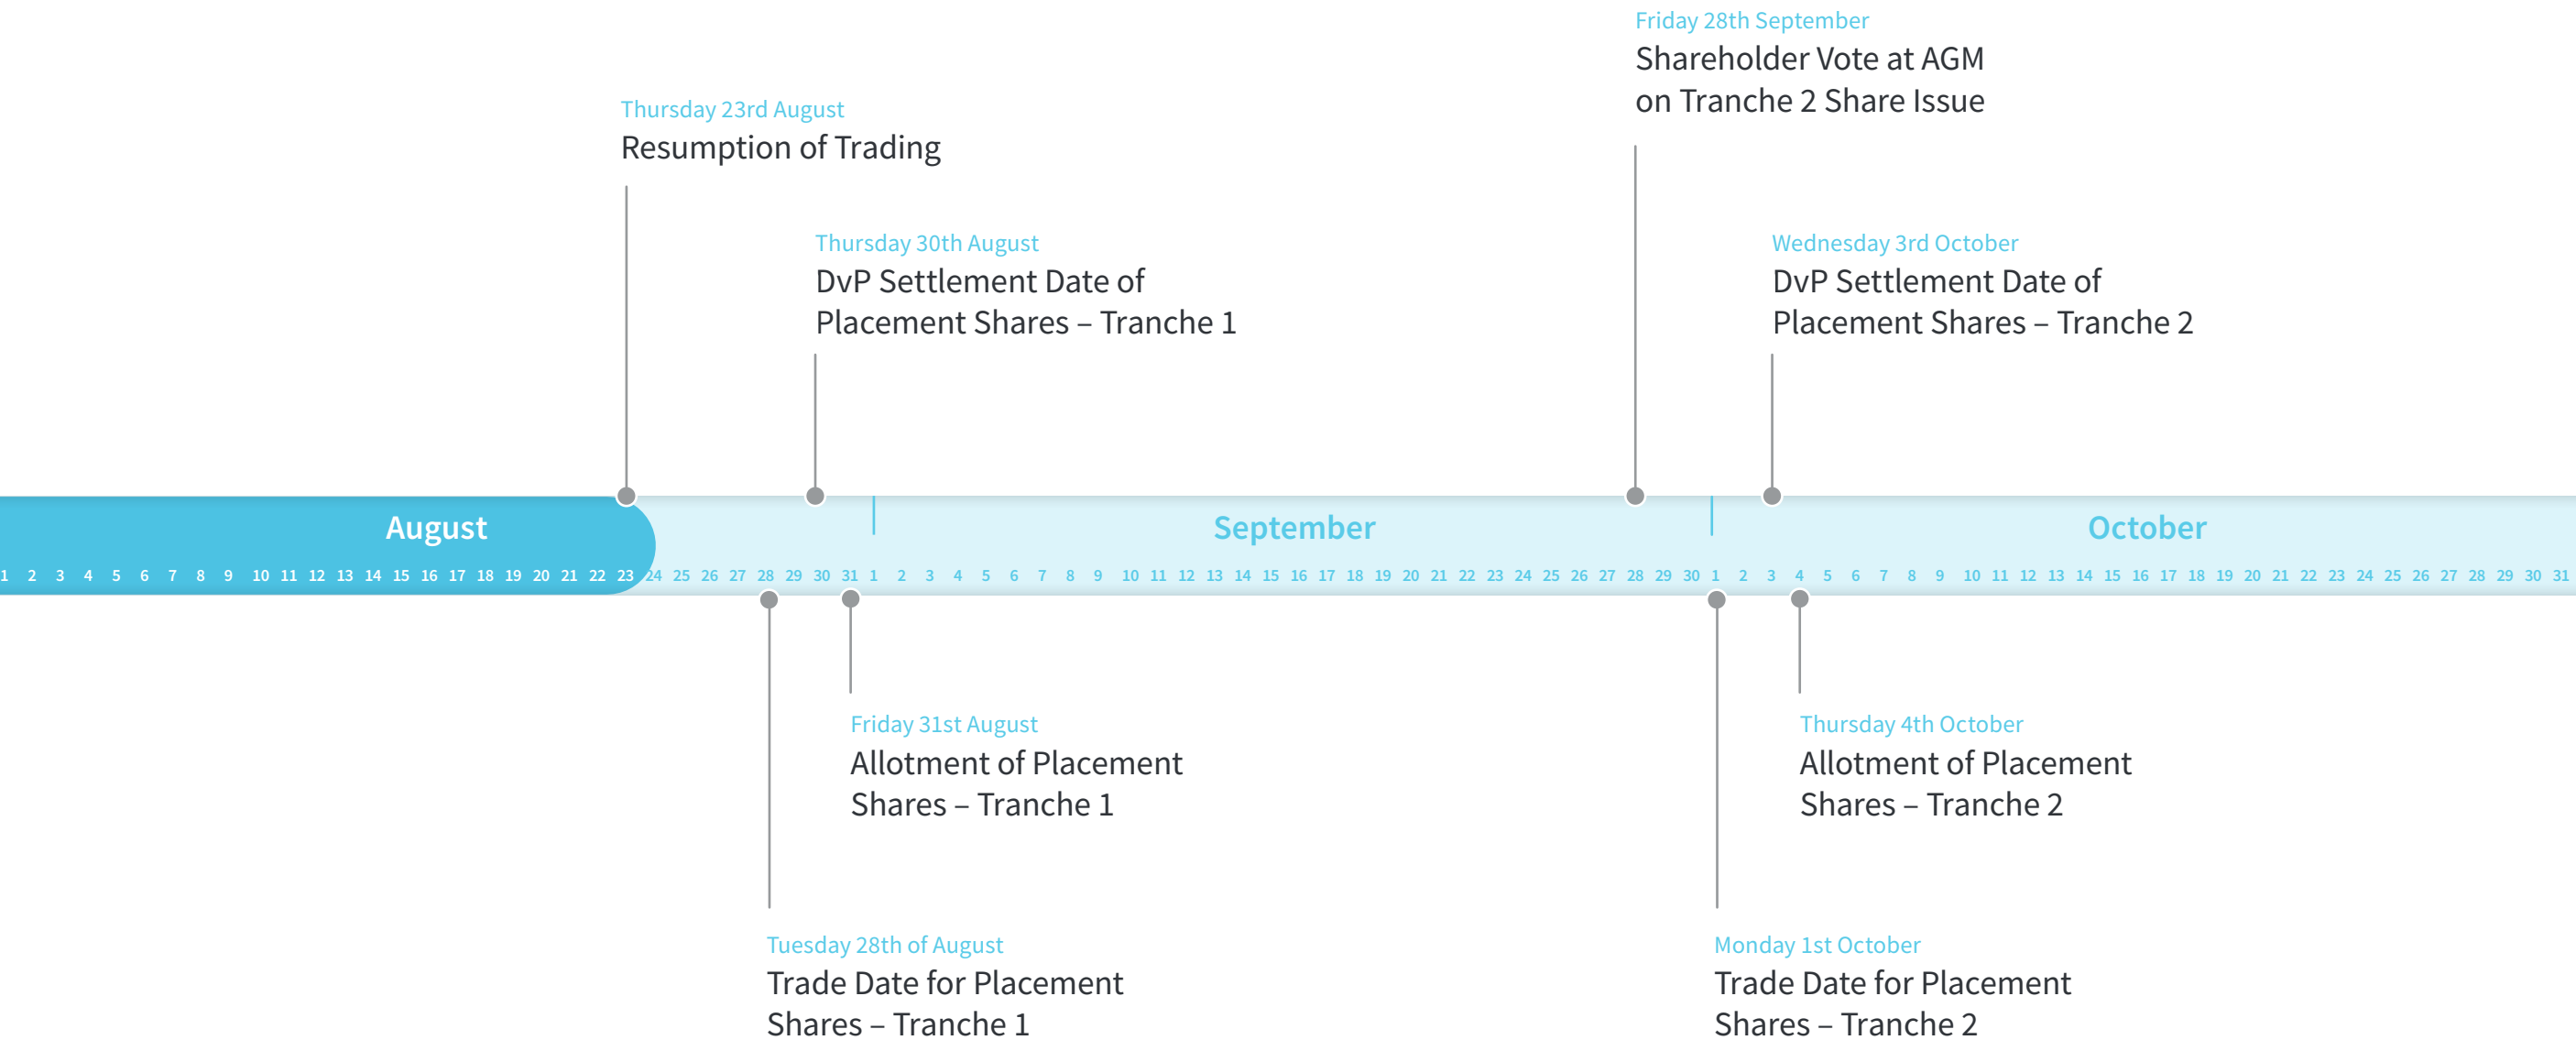 Friday 28th September
Shareholder Vote at AGM
on Tranche 2 Share Issue
Thursday 23rd August
Resumption of Trading
Thursday 30th August
DvP Settlement Date of
Placement Shares – Tranche 1
Wednesday 3rd October
DvP Settlement Date of
Placement Shares – Tranche 2
August
September
October
1 2 3 4 5 6 7 8 9 10 11 12 13 14 15 16 17 18 19 20 21 22 23 24 25 26 27 28 29 30 31 1 2 3 4 5 6 7 8 9 10 11 12 13 14 15 16 17 18 19 20 21 22 23 24 25 26 27 28 29 30 1 2 3 4 5 6 7 8 9 10 11 12 13 14 15 16 17 18 19 20 21 22 23 24 25 26 27 28 29 30 31
Friday 31st August
Allotment of Placement
Shares – Tranche 1
Thursday 4th October
Allotment of Placement
Shares – Tranche 2
Tuesday 28th of August
Trade Date for Placement
Shares – Tranche 1
Monday 1st October
Trade Date for Placement
Shares – Tranche 2